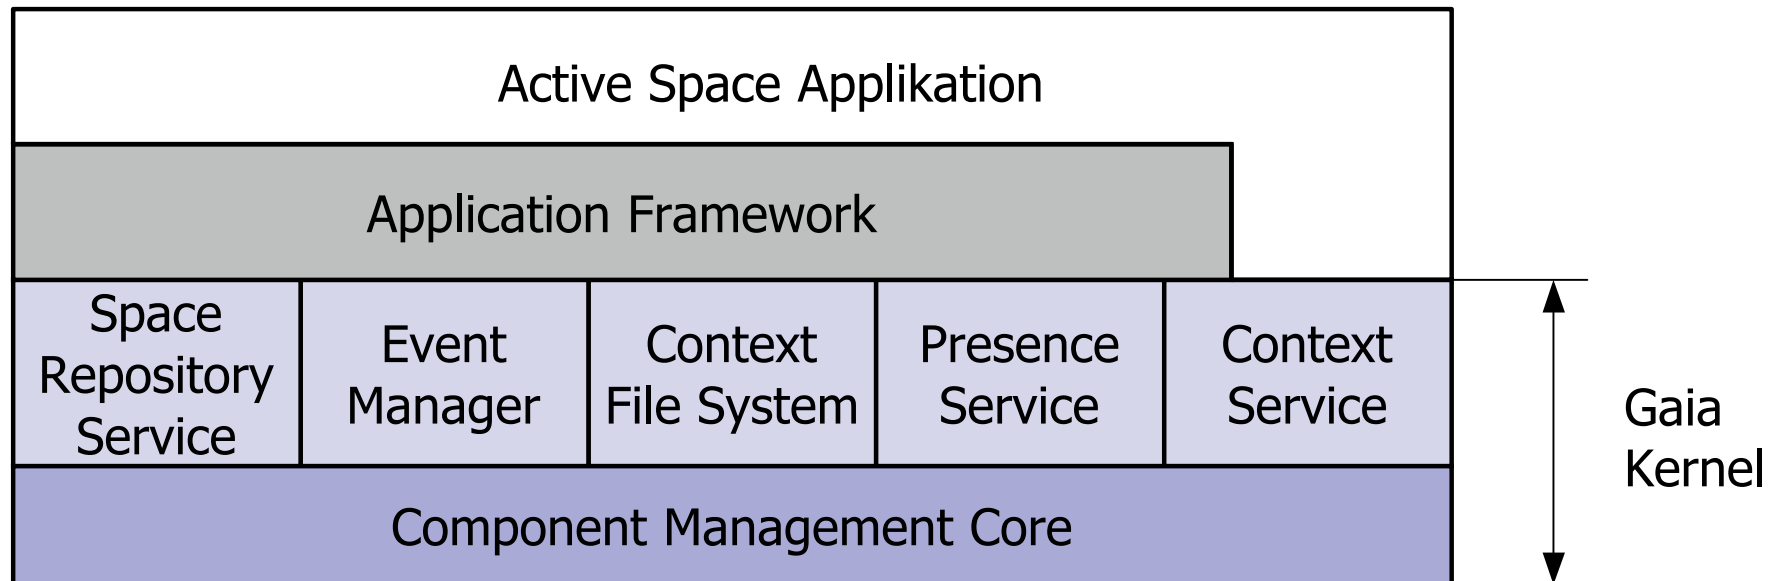 Active Space Applikation
Application Framework
Space
Repository
Service
Event
Manager
Context
File System
Presence
Service
Context
Service
Gaia
Kernel
Component Management Core